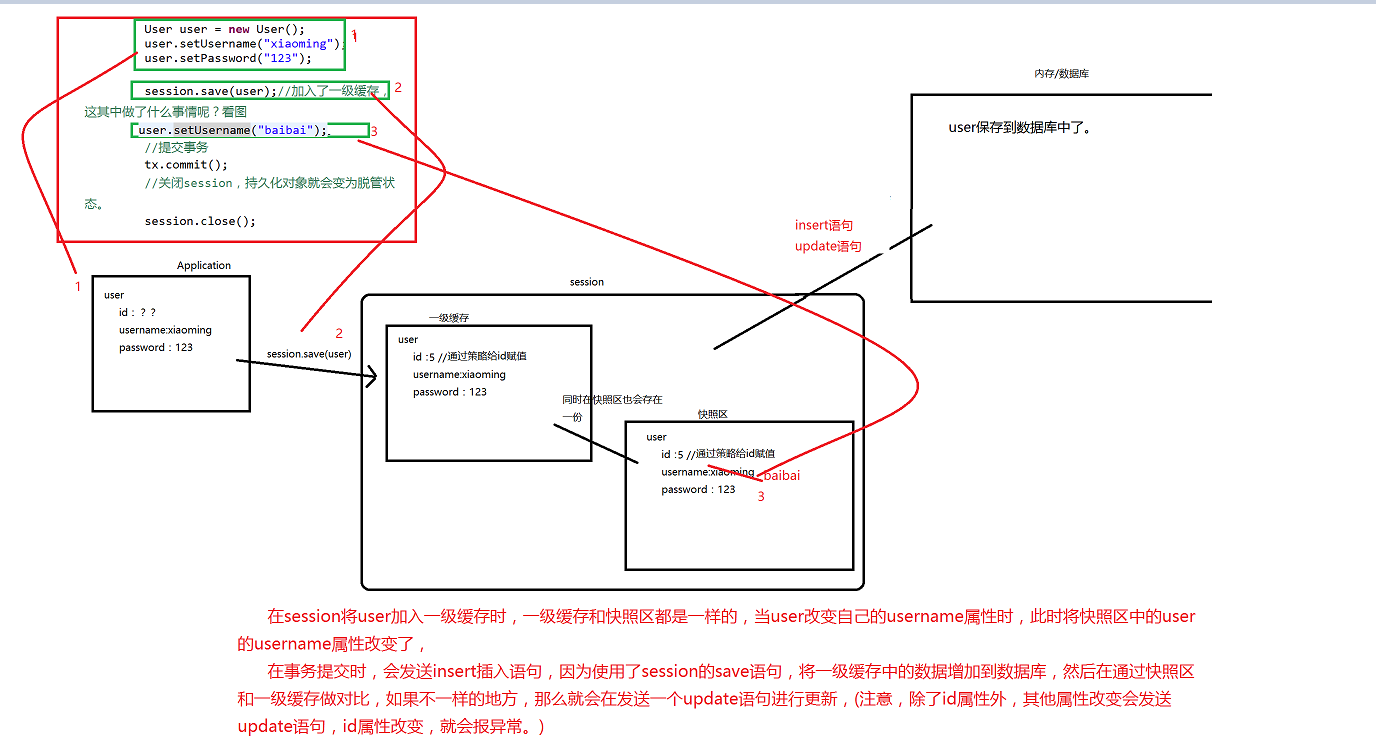 User user = new User();
user.setUsername("xiaoming");
user.setPassword("123");
1
session.save(user);//加入了一级缓存，
2
这其中做了什么事情呢？看图
user.setUsername("baibai");
3
//提交事务
tx.commit();
//关闭session，持久化对象就会变为脱管状
态。
session.close();
内存/数据库
user保存到数据库中了。
insert语句
update语句
Application
1
user
id：？？
username:xiaoming
password：123
2
session.save(user)
session
一级缓存
user
id :5 //通过策略给id赋值
username:xiaoming
password：123
同时在快照区也会存在
一份
快照区
user
id :5 //通过策略给id赋值
username:xiaoming
baibai
password：123
3
在session将user加入一级缓存时，一级缓存和快照区都是一样的，当user改变自己的username属性时，此时将快照区中的user
的username属性改变了，
在事务提交时，会发送insert插入语句，因为使用了session的save语句，将一级缓存中的数据增加到数据库，然后在通过快照区
和一级缓存做对比，如果不一样的地方，那么就会在发送一个update语句进行更新，(注意，除了id属性外，其他属性改变会发送
update语句，id属性改变，就会报异常。)